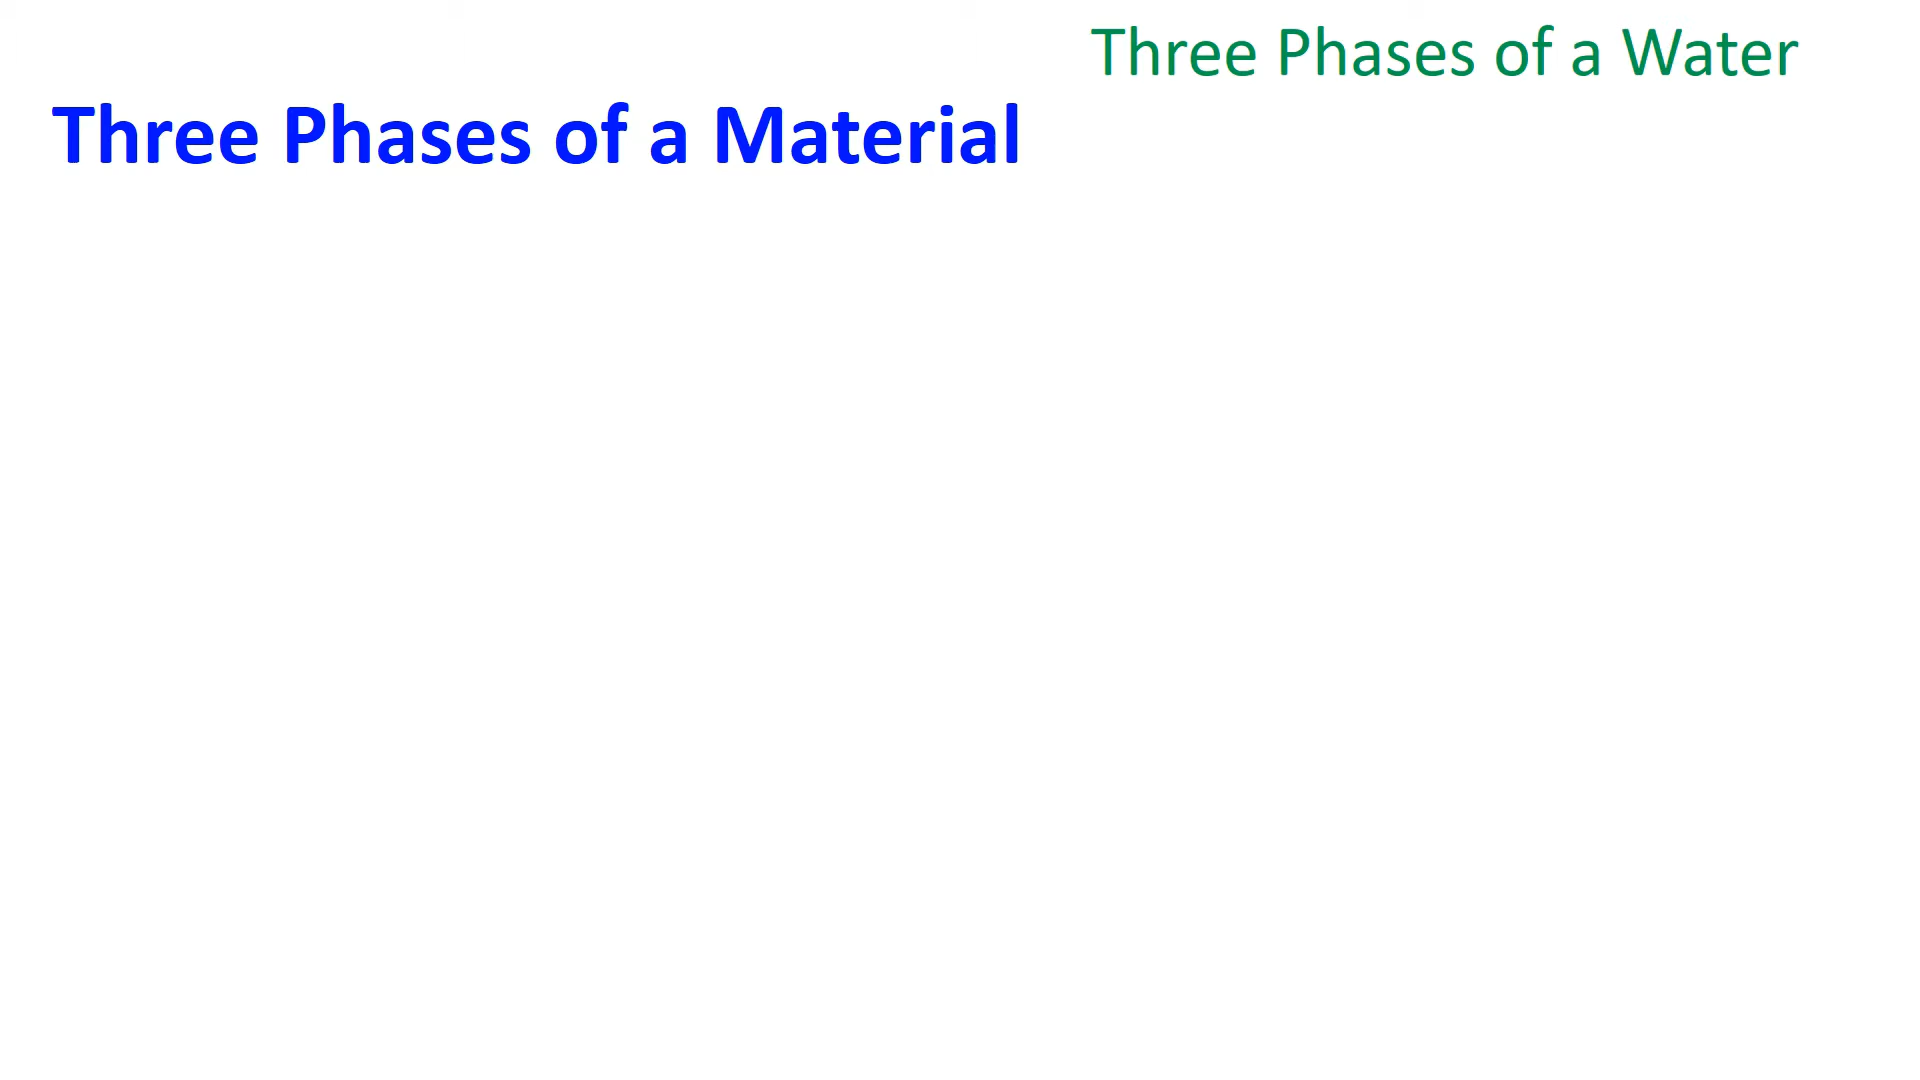 Three Phases of a Water
Three Phases of a Material